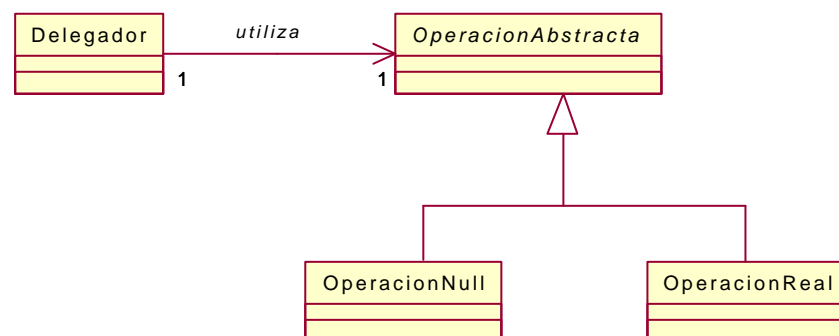 Delegador
utiliza
OperacionAbstracta
1
1
OperacionNull
OperacionReal